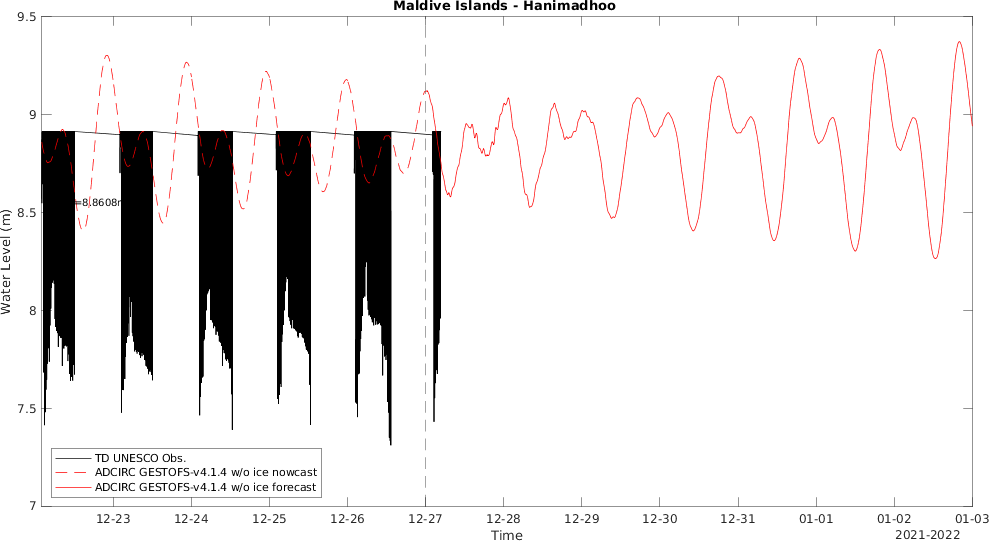 Maldive Islands - Hanimadhoo
9.5
9
8.5
8
7.5
7
Water Level (m)
=8.8608m
TD UNESCO Obs.
ADCIRC GESTOFS-v4.1.4 w/o ice nowcast
ADCIRC GESTOFS-v4.1.4 w/o ice forecast
12-23 12-24 12-25 12-26 12-27 12-28 12-29 12-30 12-31 01-01 01-02 01-03
Time
2021-2022